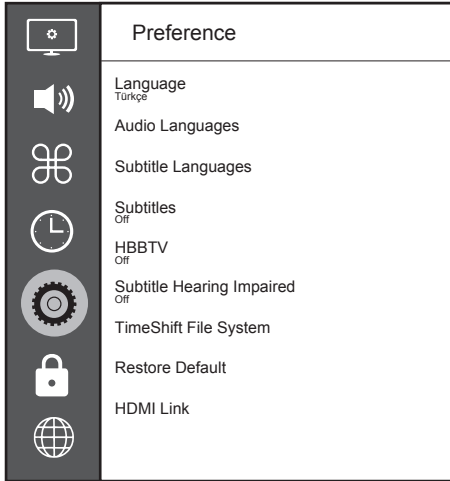 Preference
Language
Türkçe
Audio Languages
Subtitle Languages
Subtitles
Off
HBBTV
Off
Subtitle Hearing Impaired
Off
TimeShift File System
Restore Default
HDMI Link